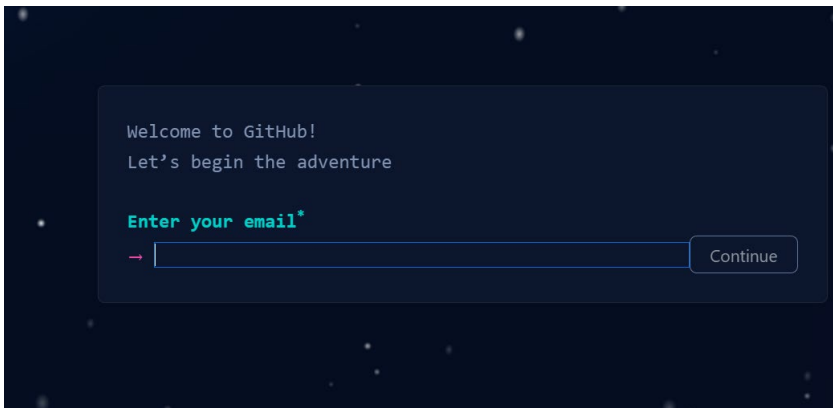 Welcome to GitHub!
Let’s begin the adventure
Enter your email*
→ Continue